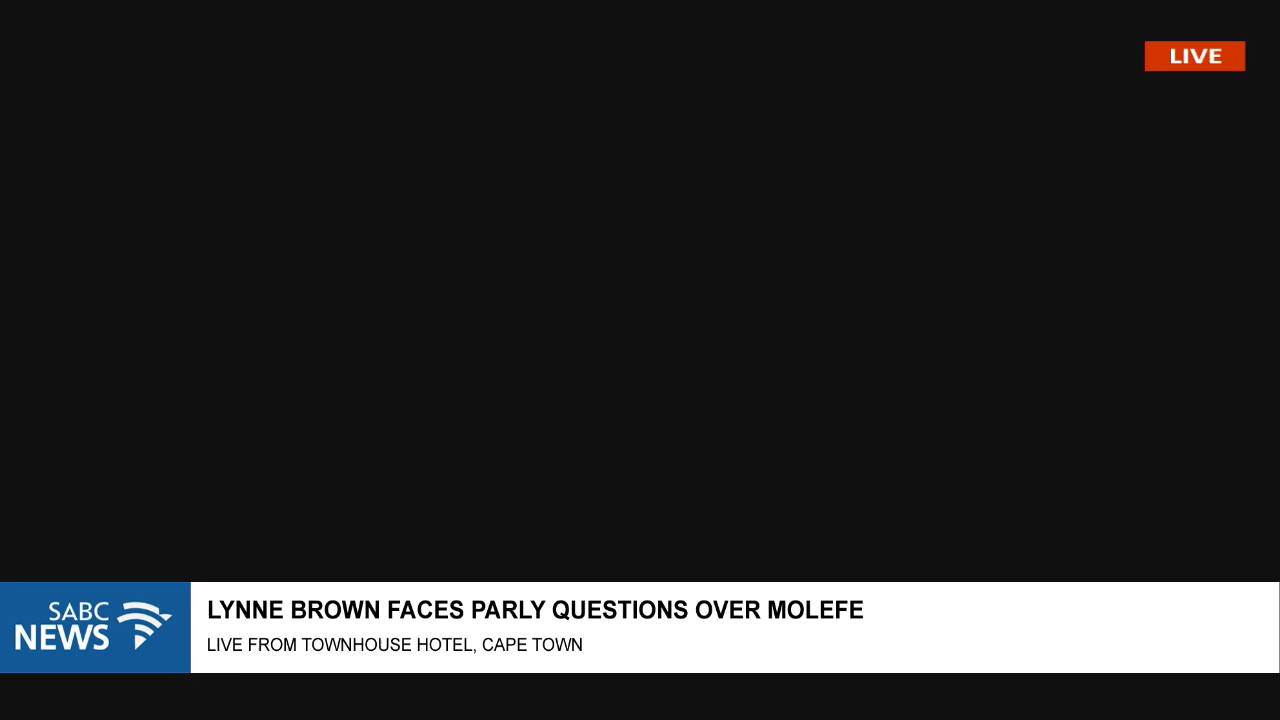 LIVE
SABC
NEWS
LYNNE BROWN FACES PARLY QUESTIONS OVER MOLEFE
LIVE FROM TOWNHOUSE HOTEL, CAPE TOWN